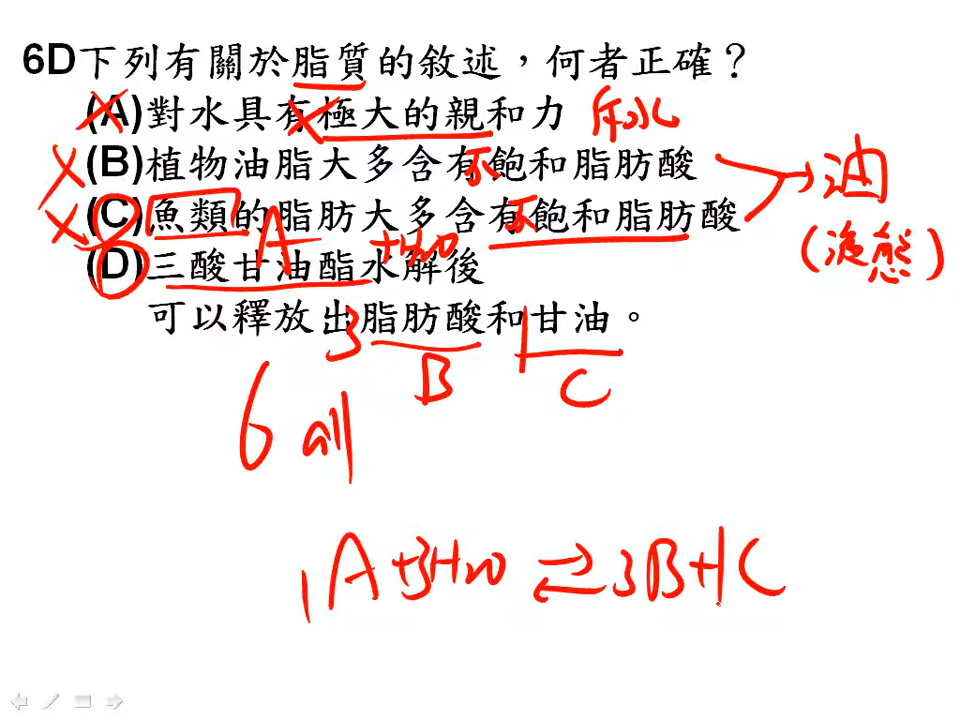 6D下列有關於脂質的敘述，何者正確？
(A)對水具有極大的親和力 斥水
(B)植物油脂大多含有飽和脂肪酸 不 油
(C)魚類的脂肪大多含有飽和脂肪酸 不 (液態)
A +H2O
(D)三酸甘油酯水解後
可以釋放出脂肪酸和甘油。
3 B 1 C
6 all
1A+3H2O ⇌ 3B+1C